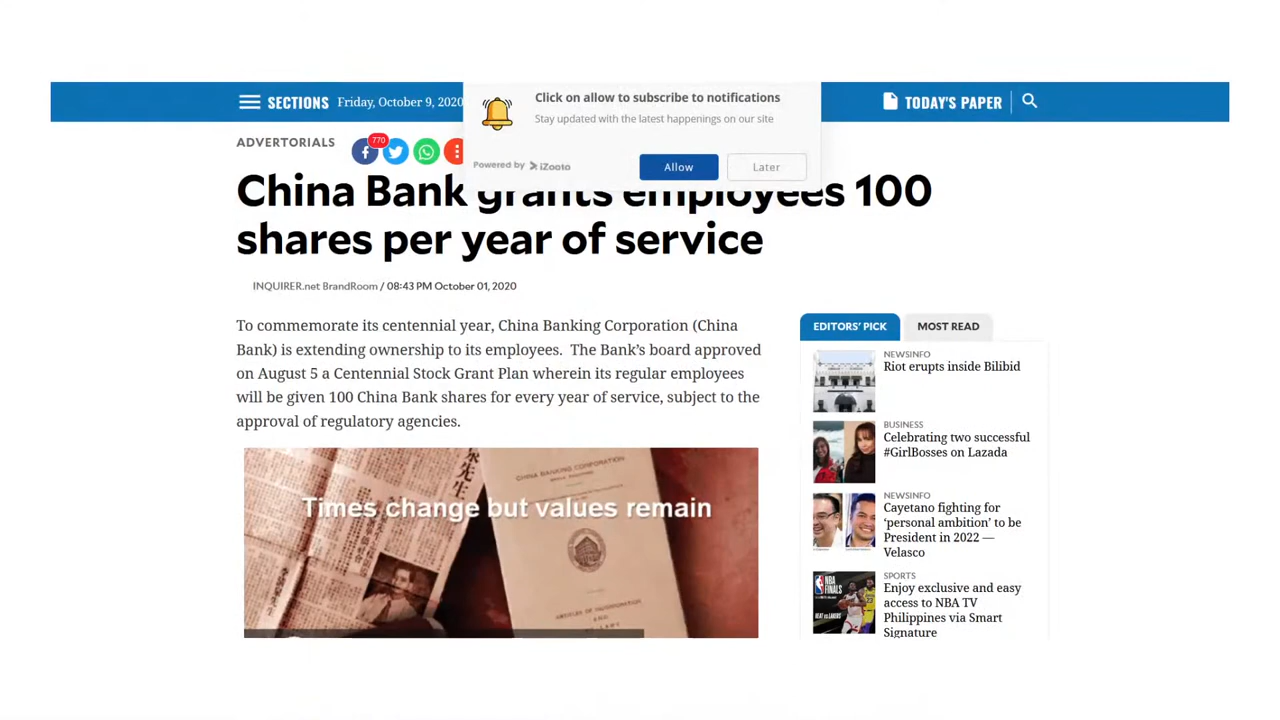 SECTIONS Friday, October 9, 2020
Click on allow to subscribe to notifications
Stay updated with the latest happenings on our site
Powered by iZooto
Allow
Later
TODAY'S PAPER
ADVERTORIALS
770
China Bank grants employees 100
shares per year of service
INQUIRER.net BrandRoom / 08:43 PM October 01, 2020
To commemorate its centennial year, China Banking Corporation (China
Bank) is extending ownership to its employees.  The Bank's board approved
on August 5 a Centennial Stock Grant Plan wherein its regular employees
will be given 100 China Bank shares for every year of service, subject to the
approval of regulatory agencies.
CHINA BANKING CORPORATION
Times change but values remain
EDITORS' PICK
MOST READ
NEWSINFO
Riot erupts inside Bilibid
BUSINESS
Celebrating two successful
#GirlBosses on Lazada
NEWSINFO
Cayetano fighting for
‘personal ambition’ to be
President in 2022 —
Velasco
SPORTS
Enjoy exclusive and easy
access to NBA TV
Philippines via Smart
Signature
NBA
FINALS